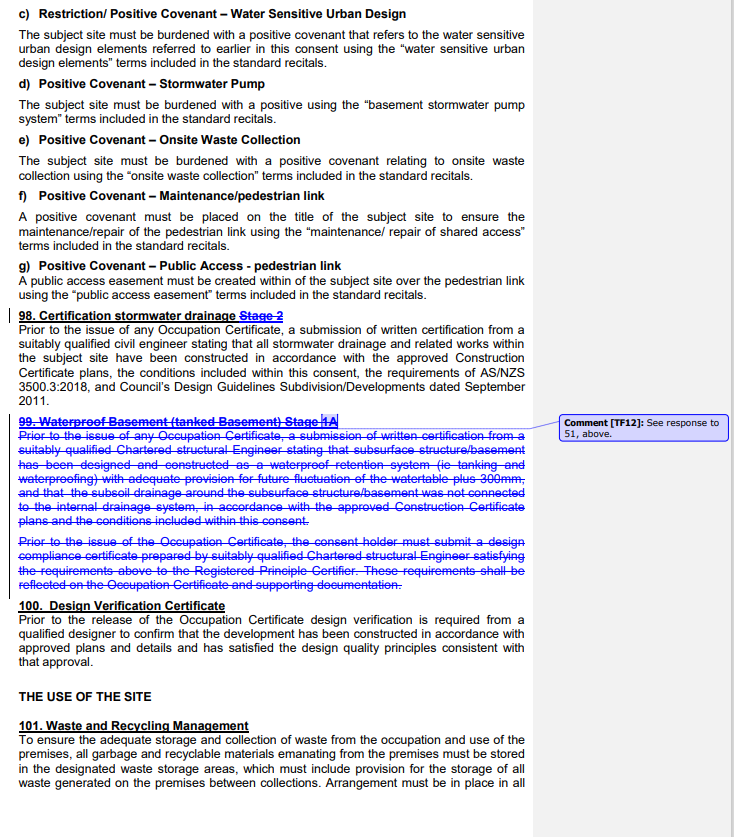 c) Restriction/ Positive Covenant – Water Sensitive Urban Design
The subject site must be burdened with a positive covenant that refers to the water sensitive
urban design elements referred to earlier in this consent using the “water sensitive urban
design elements” terms included in the standard recitals.
d) Positive Covenant – Stormwater Pump
The subject site must be burdened with a positive using the “basement stormwater pump
system” terms included in the standard recitals.
e) Positive Covenant – Onsite Waste Collection
The subject site must be burdened with a positive covenant relating to onsite waste
collection using the “onsite waste collection” terms included in the standard recitals.
f) Positive Covenant – Maintenance/pedestrian link
A positive covenant must be placed on the title of the subject site to ensure the
maintenance/repair of the pedestrian link using the “maintenance/ repair of shared access”
terms included in the standard recitals.
g) Positive Covenant – Public Access - pedestrian link
A public access easement must be created within of the subject site over the pedestrian link
using the “public access easement” terms included in the standard recitals.
98. Certification stormwater drainage Stage 2
Prior to the issue of any Occupation Certificate, a submission of written certification from a
suitably qualified civil engineer stating that all stormwater drainage and related works within
the subject site have been constructed in accordance with the approved Construction
Certificate plans, the conditions included within this consent, the requirements of AS/NZS
3500.3:2018, and Council’s Design Guidelines Subdivision/Developments dated September
2011.
99. Waterproof Basement (tanked Basement) Stage 1A
Prior to the issue of any Occupation Certificate, a submission of written certification from a
suitably qualified Chartered structural Engineer stating that subsurface structure/basement
has been designed and constructed as a waterproof retention system (ie tanking and
waterproofing) with adequate provision for future fluctuation of the watertable plus 300mm,
and that the subsoil drainage around the subsurface structure/basement was not connected
to the internal drainage system, in accordance with the approved Construction Certificate
plans and the conditions included within this consent.
Prior to the issue of the Occupation Certificate, the consent holder must submit a design
compliance certificate prepared by suitably qualified Chartered structural Engineer satisfying
the requirements above to the Registered Principle Certifier. These requirements shall be
reflected on the Occupation Certificate and supporting documentation.
Comment [TF12]: See response to
51, above.
100. Design Verification Certificate
Prior to the release of the Occupation Certificate design verification is required from a
qualified designer to confirm that the development has been constructed in accordance with
approved plans and details and has satisfied the design quality principles consistent with
that approval.
THE USE OF THE SITE
101. Waste and Recycling Management
To ensure the adequate storage and collection of waste from the occupation and use of the
premises, all garbage and recyclable materials emanating from the premises must be stored
in the designated waste storage areas, which must include provision for the storage of all
waste generated on the premises between collections. Arrangement must be in place in all